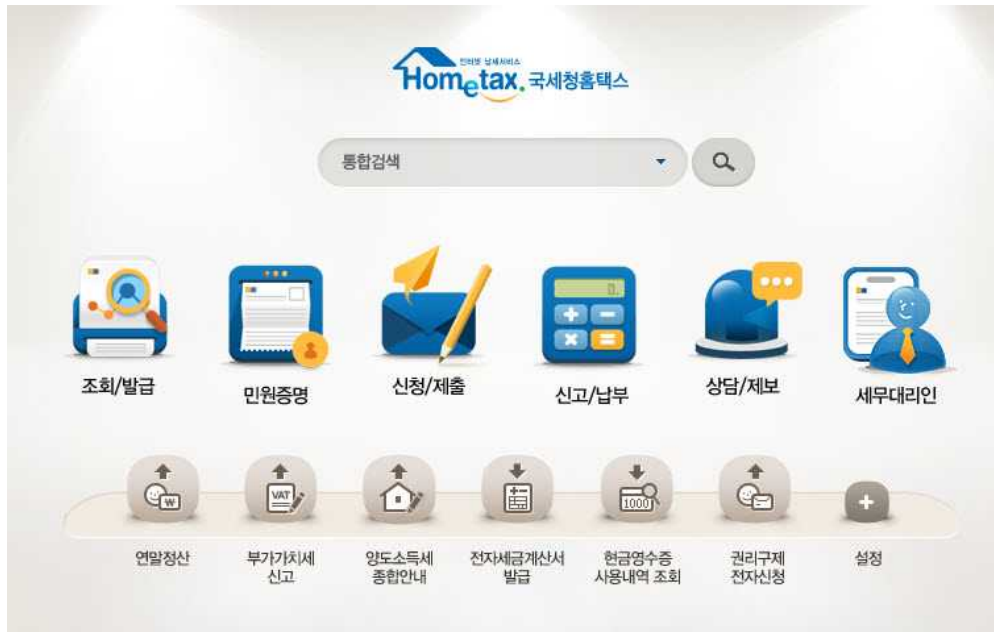 인터넷 납세서비스
Hometax. 국세청홈택스
통합검색
0.
조회/발급
민원증명
신청/제출
신고/납부
상담/제보
세무대리인
VAT
1000
연말정산
부가가치세
신고
양도소득세
종합안내
전자세금계산서
발급
현금영수증
사용내역 조회
권리구제
전자신청
설정